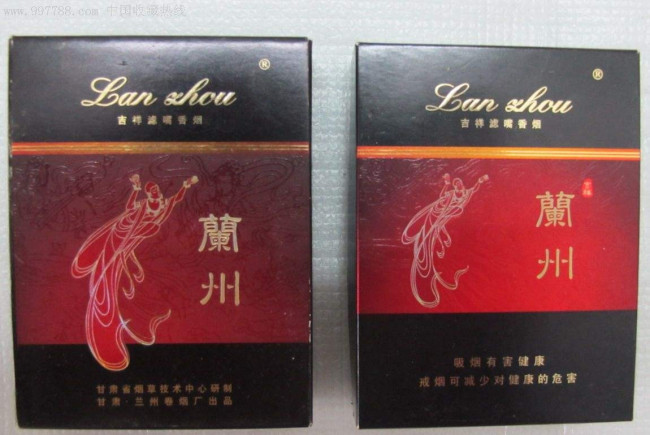 www.997788.com 中国收藏热线
Lan zhou ®
吉祥滤嘴香烟
蘭州
甘肃省烟草技术中心研制
甘肃·兰州卷烟厂出品
Lan zhou ®
吉祥滤嘴香烟
蘭州
吸烟有害健康
戒烟可减少对健康的危害